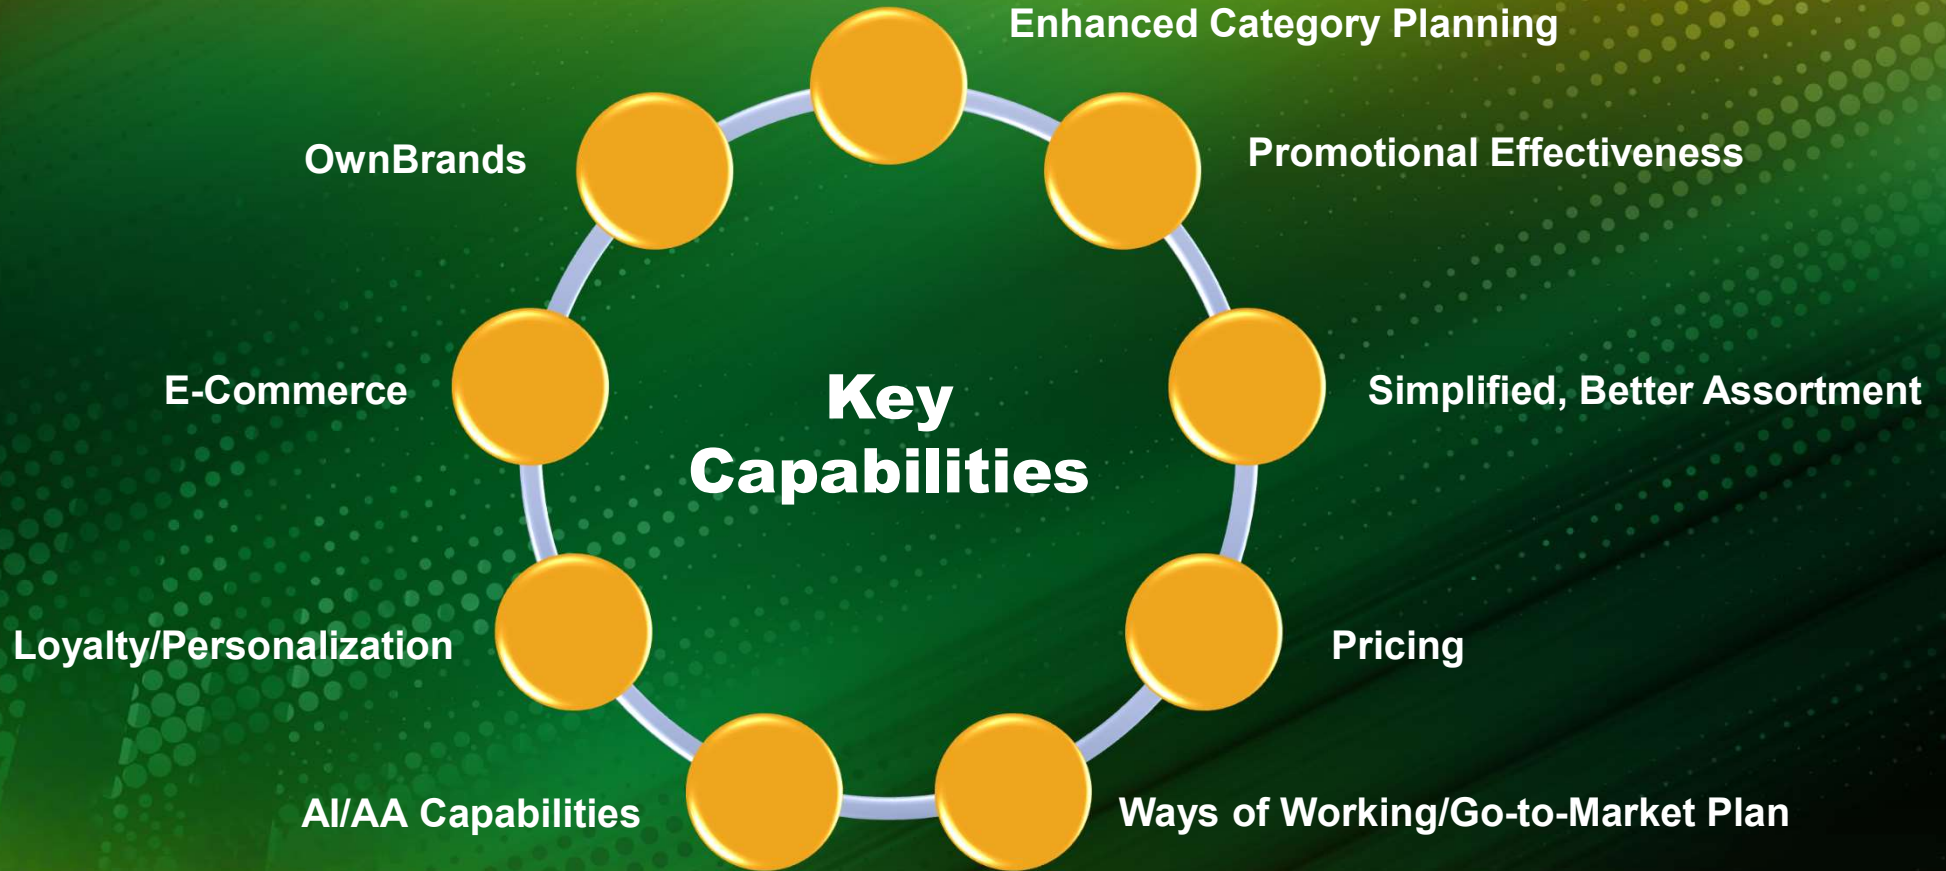 Enhanced Category Planning
OwnBrands
Promotional Effectiveness
E-Commerce
Simplified, Better Assortment
Key
Capabilities
Loyalty/Personalization
Pricing
AI/AA Capabilities
Ways of Working/Go-to-Market Plan